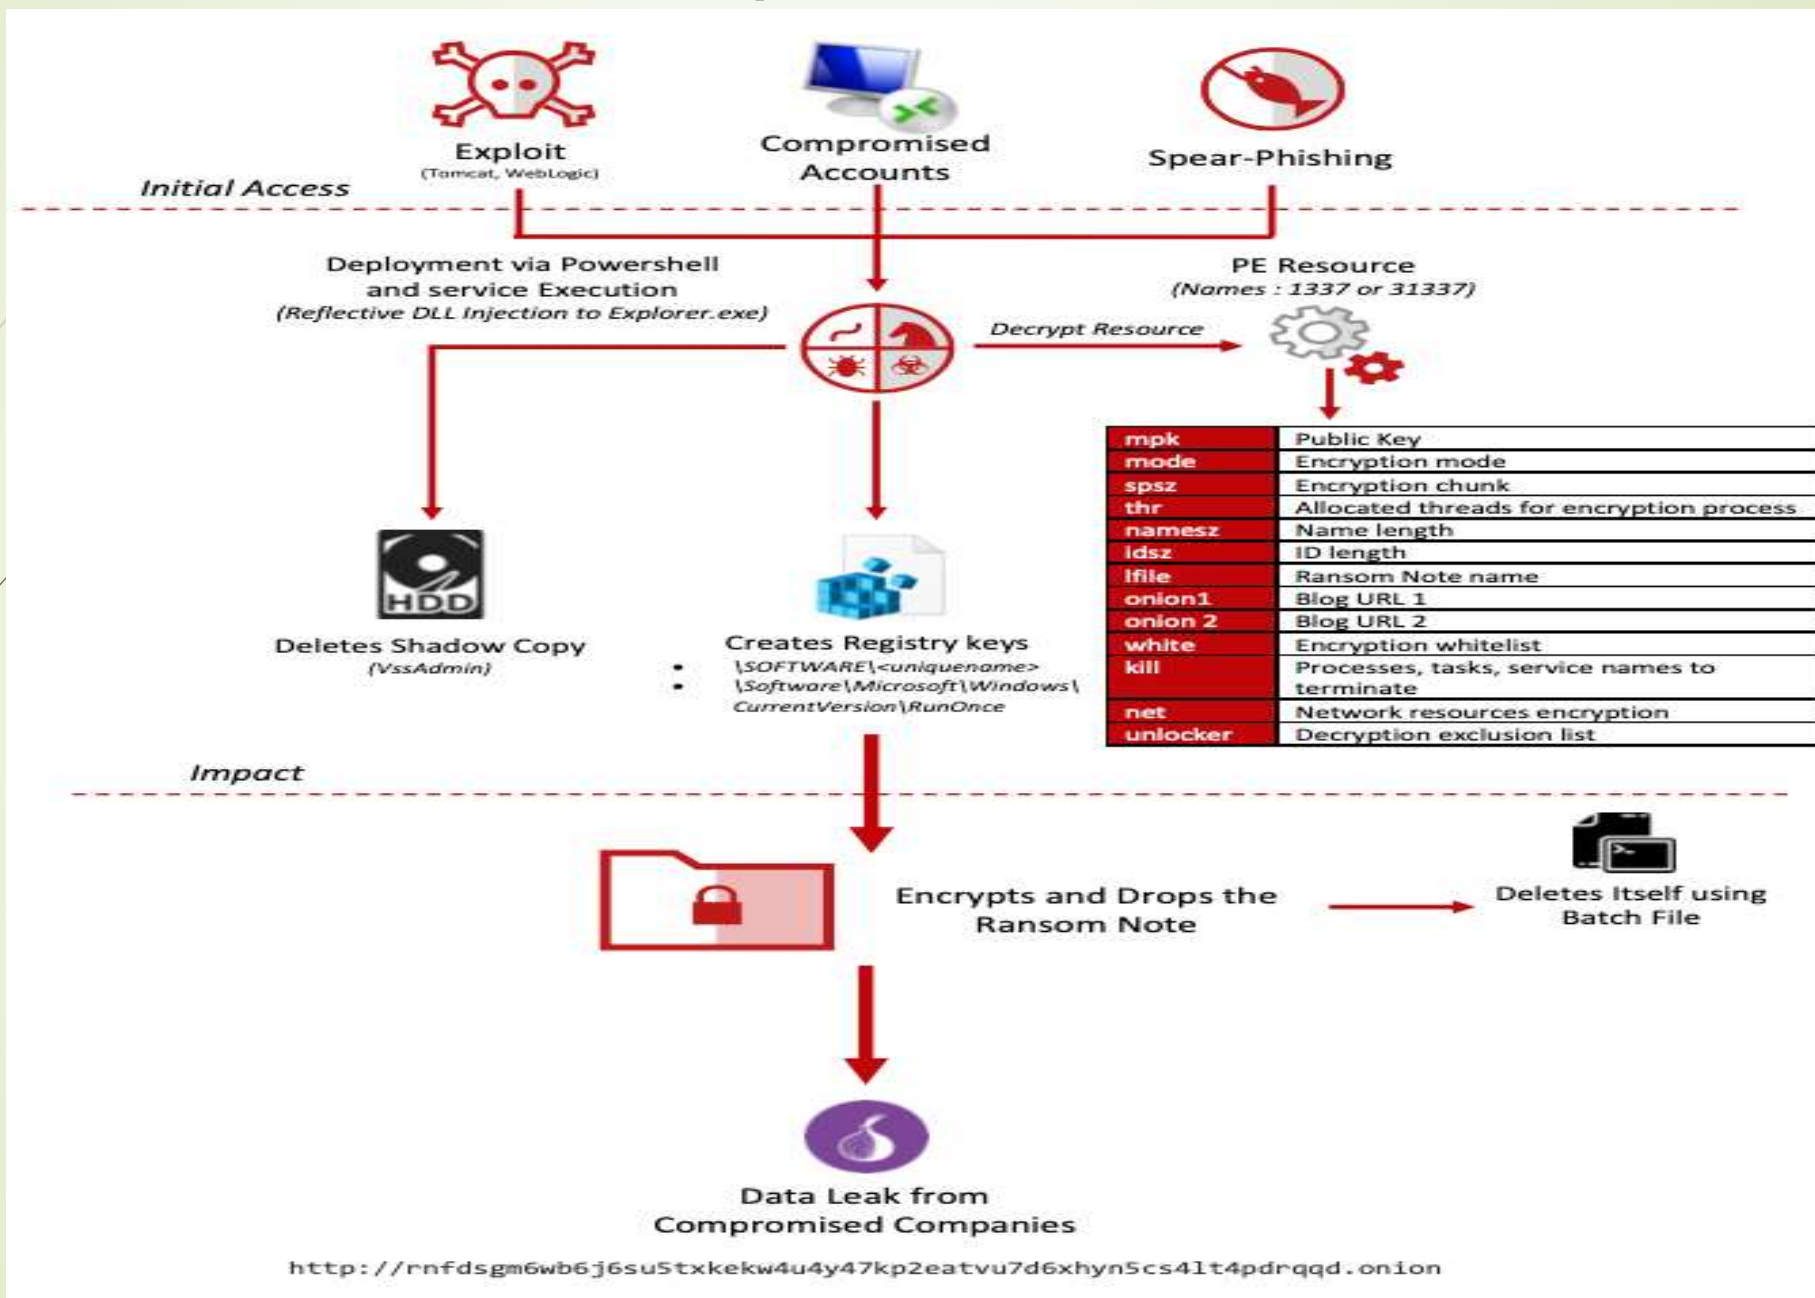 Exploit
(Tomcat, WebLogic)
Compromised
Accounts
Spear-Phishing
Initial Access
Deployment via Powershell
and service Execution
(Reflective DLL Injection to Explorer.exe)
PE Resource
(Names : 1337 or 31337)
Decrypt Resource
mpk Public Key
mode Encryption mode
spsz Encryption chunk
thr Allocated threads for encryption process
namesz Name length
idsz ID length
lfile Ransom Note name
onion1 Blog URL 1
onion 2 Blog URL 2
white Encryption whitelist
kill Processes, tasks, service names to
terminate
net Network resources encryption
unlocker Decryption exclusion list
HDD
Deletes Shadow Copy
(VssAdmin)
Creates Registry keys
• \SOFTWARE\<uniquename>
• \Software\Microsoft\Windows\
CurrentVersion\RunOnce
Impact
Encrypts and Drops the
Ransom Note
Deletes Itself using
Batch File
Data Leak from
Compromised Companies
http://rnfdsgm6wb6j6su5txkekw4u4y47kp2eatvu7d6xhyn5cs4lt4pdrqqd.onion